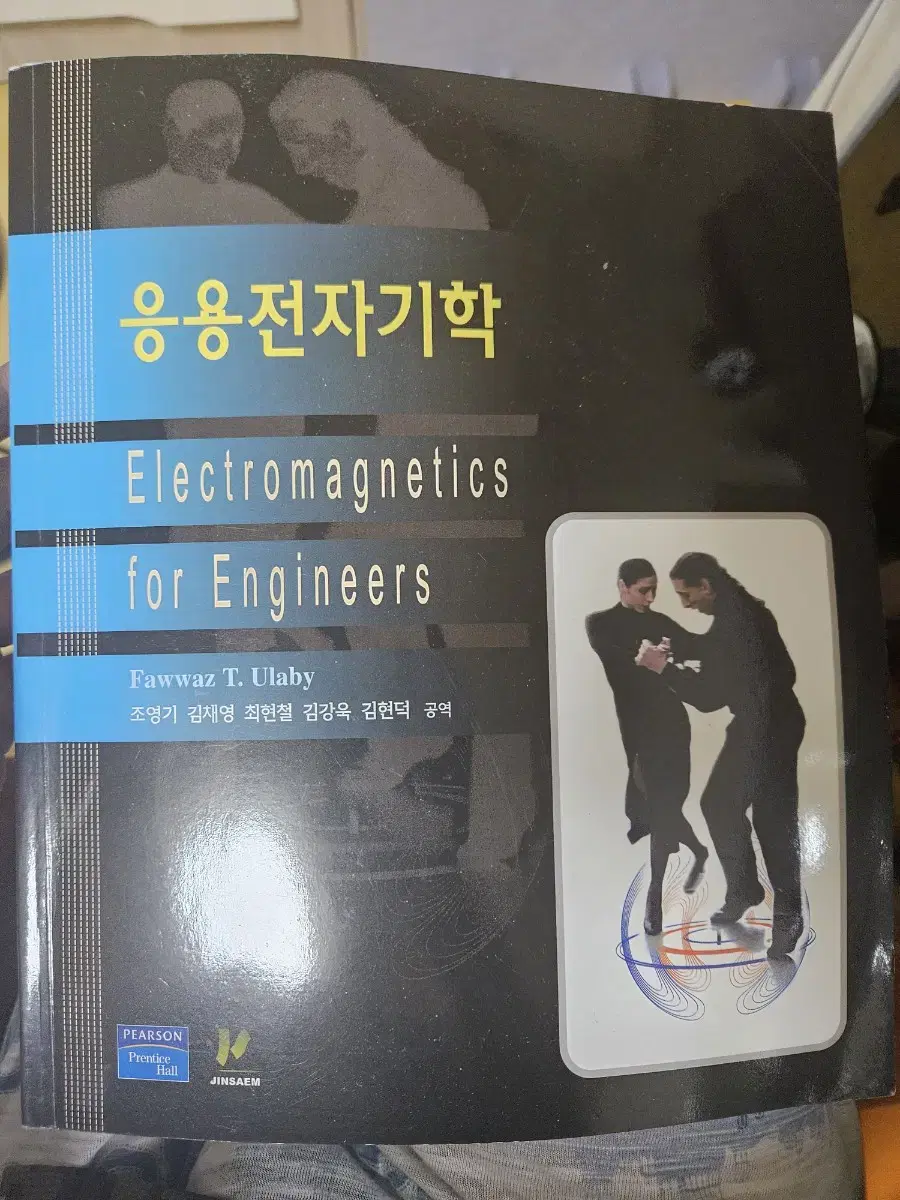 응용전자기학
Electromagnetics
for Engineers
Fawwaz T. Ulaby
조영기 김채영 최현철 김강욱 김현덕 공역
PEARSON
Prentice
Hall
JINSAEM